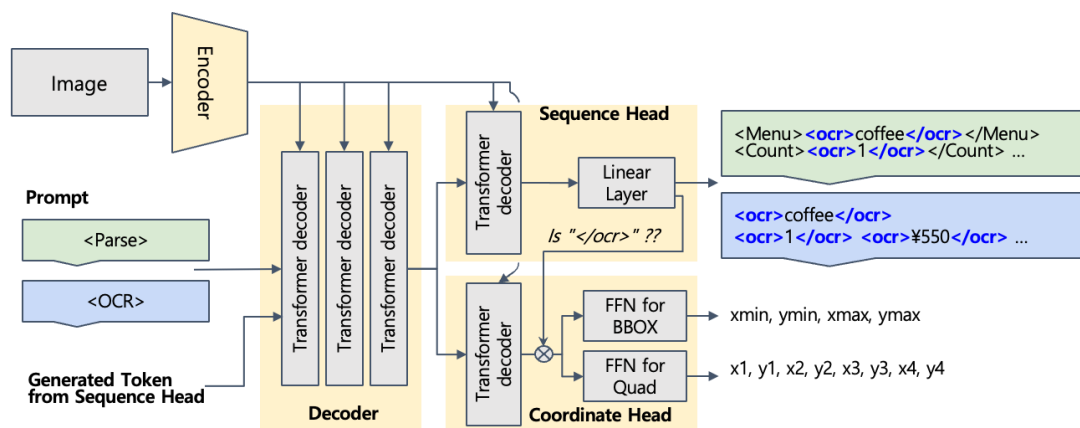 Image
Encoder
Prompt
<Parse>
<OCR>
Generated Token
from Sequence Head
Transformer decoder
Transformer decoder
Transformer decoder
Decoder
Sequence Head
Transformer
decoder
Linear
Layer
Is "</ocr>" ??
Transformer
decoder
FFN for
BBOX
FFN for
Quad
Coordinate Head
<Menu><ocr>coffee</ocr></Menu>
<Count><ocr>1</ocr></Count> ...
<ocr>coffee</ocr>
<ocr>1</ocr> <ocr>¥550</ocr> ...
xmin, ymin, xmax, ymax
x1, y1, x2, y2, x3, y3, x4, y4